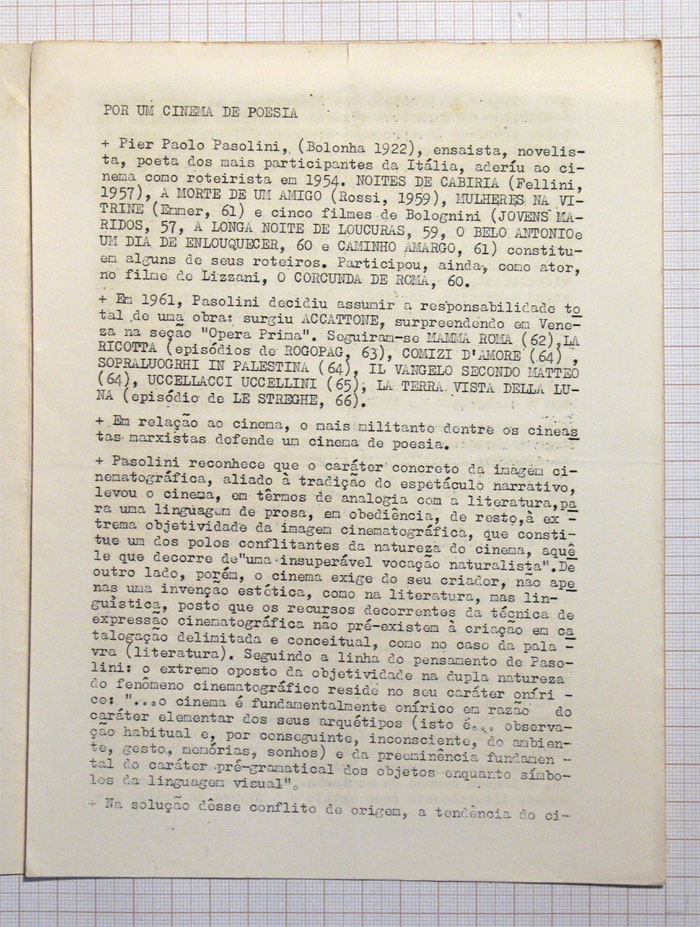 POR UM CINEMA DE POESIA
+ Pier Paolo Pasolini, (Bolonha 1922), ensaista, novelis-
ta, poeta dos mais participantes da Itália, aderíu ao ci-
nema como roteirista em 1954. NOITES DE CABIRIA (Fellini,
1957), A MORTE DE UM AMIGO (Rossi, 1959), MULHERES NA VI-
TRINE (Emmer, 61) e cinco filmes de Bolognini (JOVENS MA-
RIDOS, 57, A LONGA NOITE DE LOUCURAS, 59, O BELO ANTONIO e
UM DIA DE ENLOUQUECER, 60 e CAMINHO AMARGO, 61) constitu-
em alguns de seus roteiros. Participou, ainda, como ator,
no filme de Lizzani, O CORCUNDA DE ROMA, 60.
+ Em 1961, Pasolini decidiu assumir a responsabilidade to
tal de uma obra: surgiu ACCATTONE, surpreendendo em Vene-
za na seção "Opera Prima". Seguiram-se MAMMA ROMA (62), LA
RICOTTA (episódios de ROGOPAG, 63), COMIZI D'AMORE (64) ,
SOPRALUOGRHI IN PALESTINA (64), IL VANGELO SECONDO MATTEO
(64), UCCELLACCI UCCELLINI (65), LA TERRA VISTA DELLA LU-
NA (episódio de LE STREGHE, 66).
+ Em relação ao cinema, o mais militante dentre os cineas
tas marxistas defende um cinema de poesia.
+ Pasolini reconhece que o caráter concreto da imagem ci-
nematográfica, aliado à tradição do espetáculo narrativo,
levou o cinema, em têrmos de analogia com a literatura, pa
ra uma linguagem de prosa, em obediência, de resto, à ex -
trema objetividade da imagem cinematográfica, que consti-
tue um dos polos conflitantes da natureza do cinema, aquê
le que decorre de "uma insuperável vocação naturalista". De
outro lado, porém, o cinema exige do seu criador, não ape
nas uma invenção estética, como na literatura, mas lin-
guística, posto que os recursos decorrentes da técnica de
expressão cinematográfica não pré-existem à criação em ca
talogação delimitada e conceitual, como no caso da pala -
vra (literatura). Seguindo a linha do pensamento de Paso-
lini: o extremo oposto da objetividade na dupla natureza
do fenômeno cinematográfico reside no seu caráter oníri -
co: "...o cinema é fundamentalmente onírico em razão do
caráter elementar dos seus arquétipos (isto é... observa-
ção habitual e, por conseguinte, inconsciente, do ambien-
te, gesto, memórias, sonhos) e da preeminência fundamen -
tal do caráter pré-gramatical dos objetos enquanto símbo-
los da linguagem visual".
+ Na solução dêsse conflito de origem, a tendência do ci-